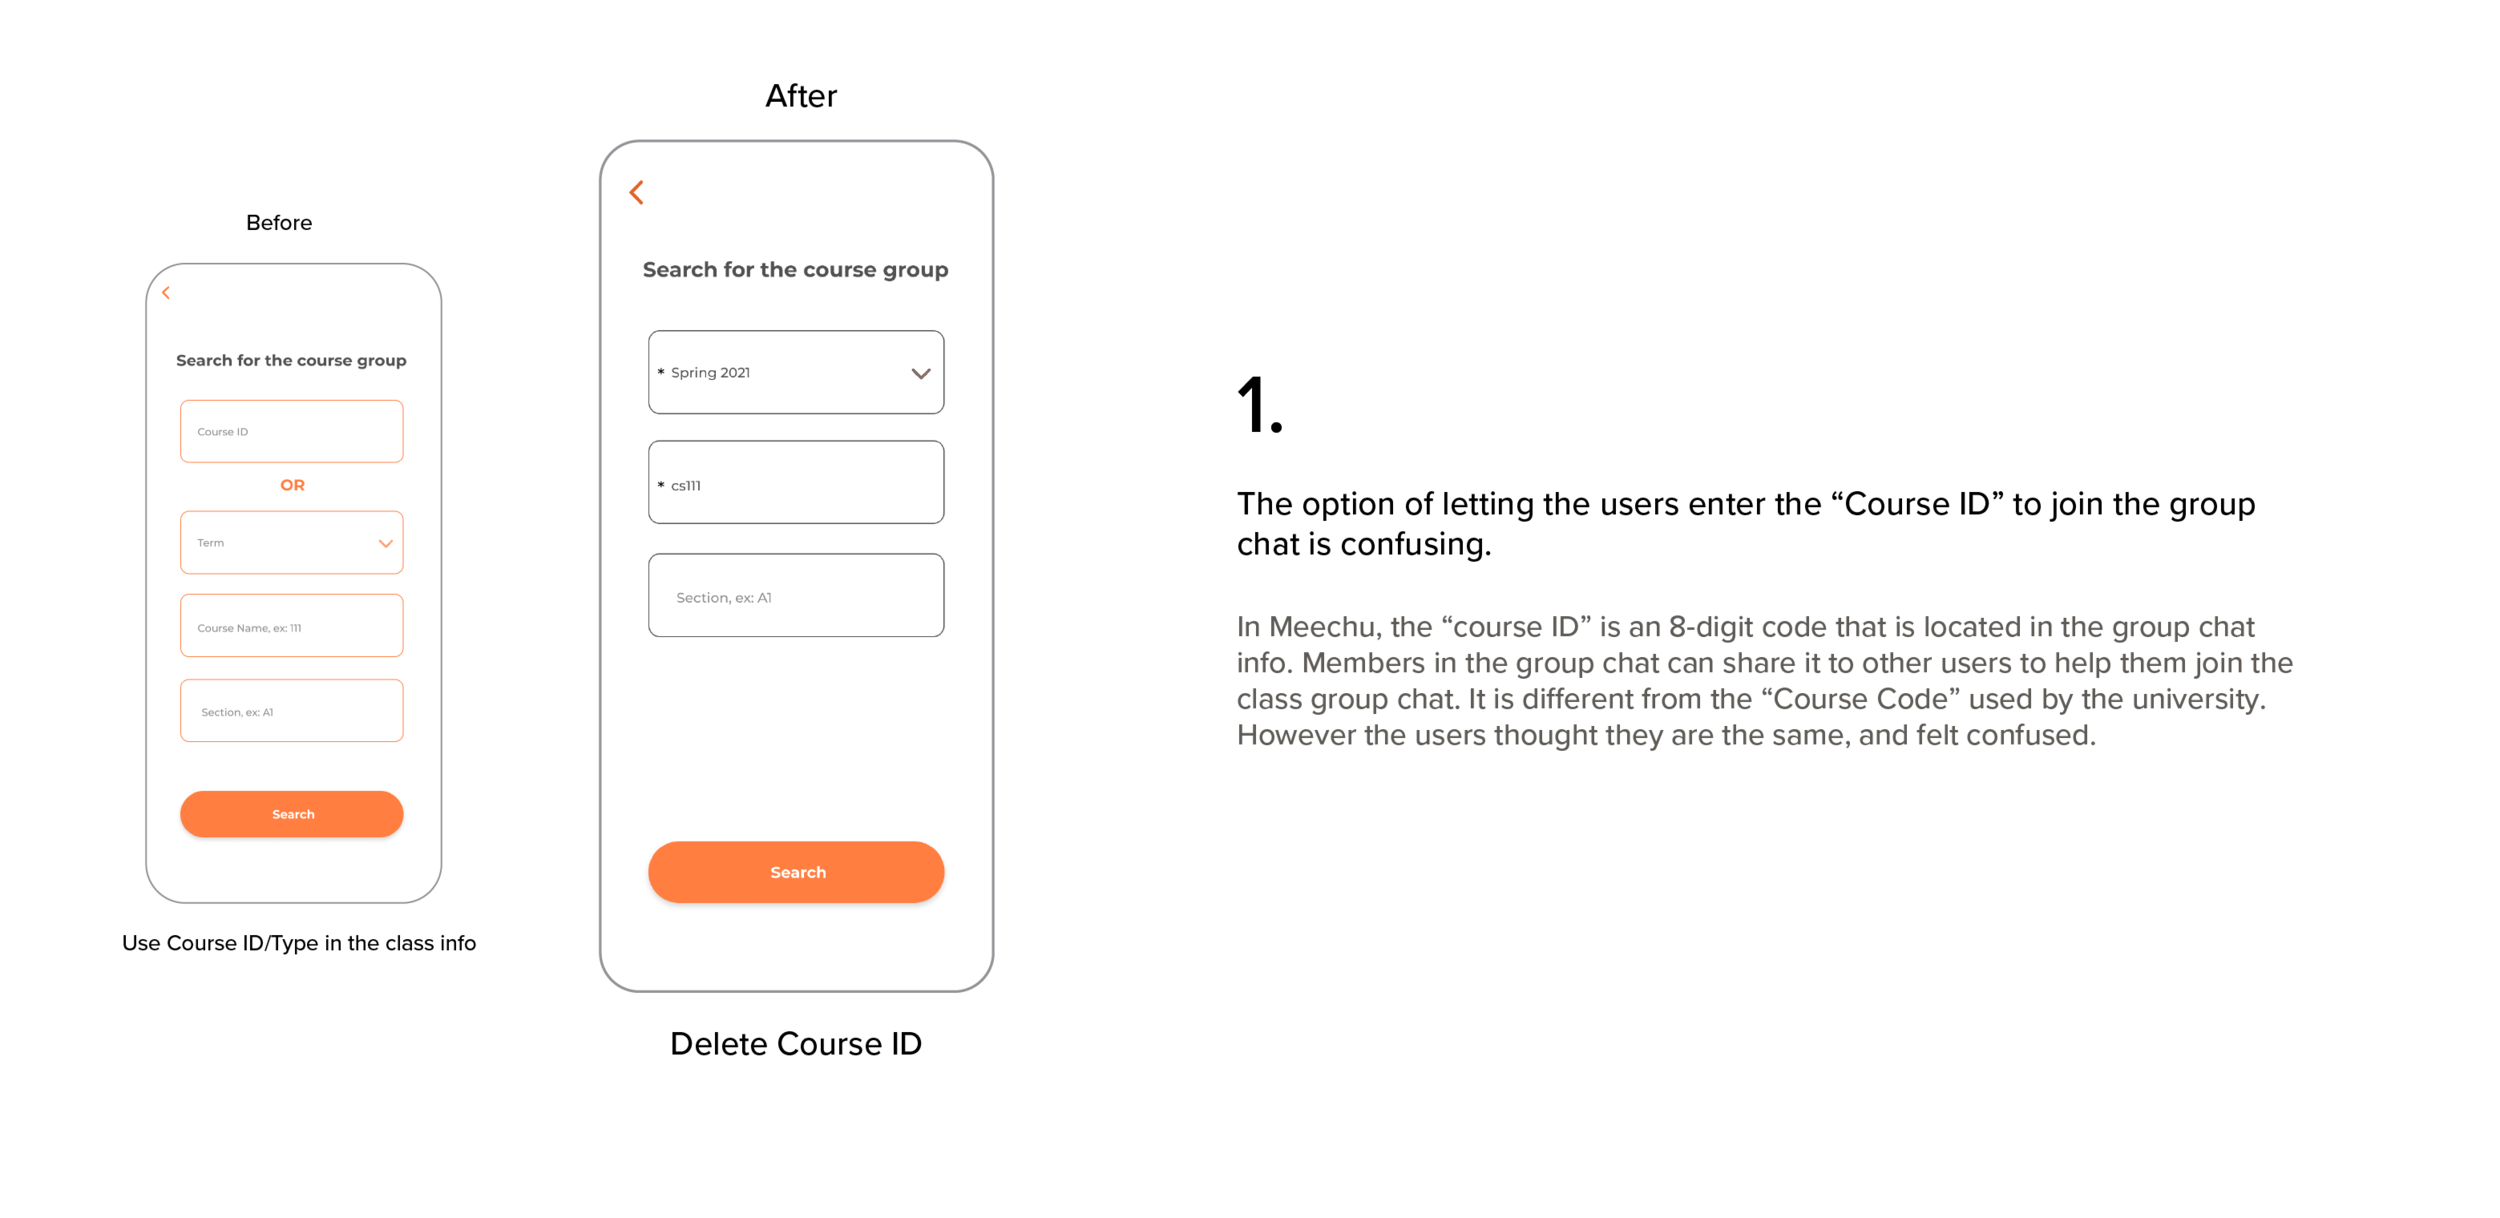 Before
Search for the course group
Course ID
OR
Term
Course Name, ex: 111
Section, ex: A1
Search
Use Course ID/Type in the class info
After
Search for the course group
* Spring 2021
* cs111
Section, ex: A1
Search
Delete Course ID
1.
The option of letting the users enter the “Course ID” to join the group
chat is confusing.
In Meechu, the “course ID” is an 8-digit code that is located in the group chat
info. Members in the group chat can share it to other users to help them join the
class group chat. It is different from the “Course Code” used by the university.
However the users thought they are the same, and felt confused.